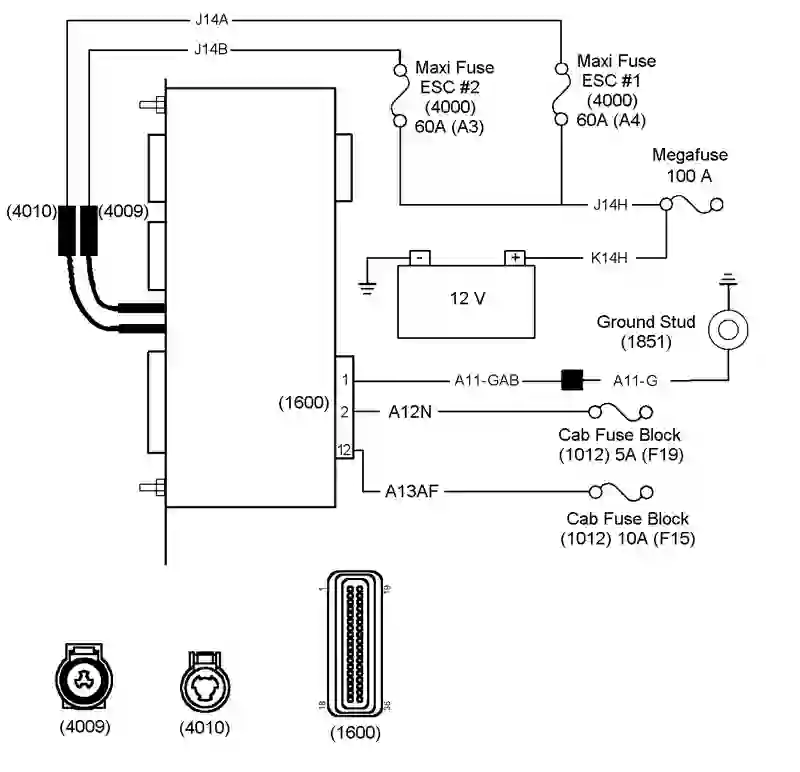 J14A
J14B
Maxi Fuse
ESC #2
(4000)
60A (A3)
Maxi Fuse
ESC #1
(4000)
60A (A4)
Megafuse
100 A
(4010)
(4009)
J14H
K14H
-
+
12 V
Ground Stud
(1851)
(1600)
1
A11-GAB
A11-G
2
A12N
Cab Fuse Block
(1012) 5A (F19)
12
A13AF
Cab Fuse Block
(1012) 10A (F15)
1
19
18
36
(4009)
(4010)
(1600)